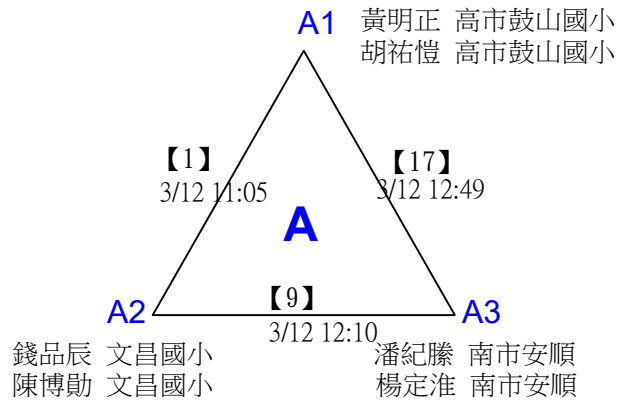 A1
黃明正 高市鼓山國小
胡祐愷 高市鼓山國小
【1】
3/12 11:05
【17】
3/12 12:49
A
A2
【9】
3/12 12:10
A3
錢品辰 文昌國小
陳博勛 文昌國小
潘紀縢 南市安順
楊定淮 南市安順